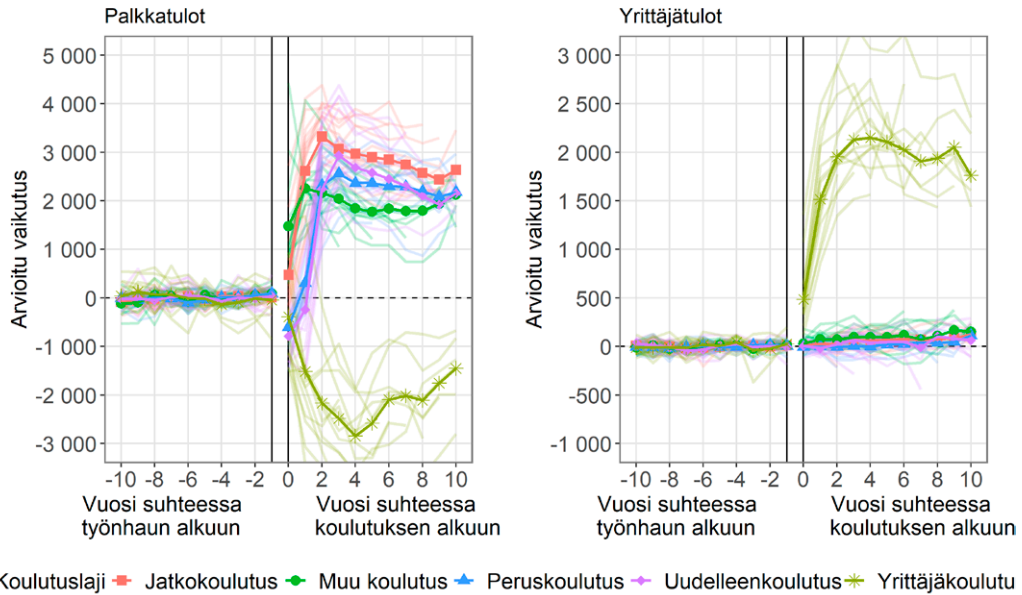 Palkkatulot
Yrittäjätulot
Arvioitu vaikutus
5 000
4 000
3 000
2 000
1 000
0
-1 000
-2 000
-3 000
-10 -8 -6 -4 -2 0 2 4 6 8 10
Vuosi suhteessa
työnhaun alkuun
Vuosi suhteessa
koulutuksen alkuun
Arvioitu vaikutus
3 000
2 500
2 000
1 500
1 000
500
0
-500
-1 000
-10 -8 -6 -4 -2 0 2 4 6 8 10
Vuosi suhteessa
työnhaun alkuun
Vuosi suhteessa
koulutuksen alkuun
Koulutuslaji Jatkokoulutus Muu koulutus Peruskoulutus Uudelleenkoulutus Yrittäjäkoulutu